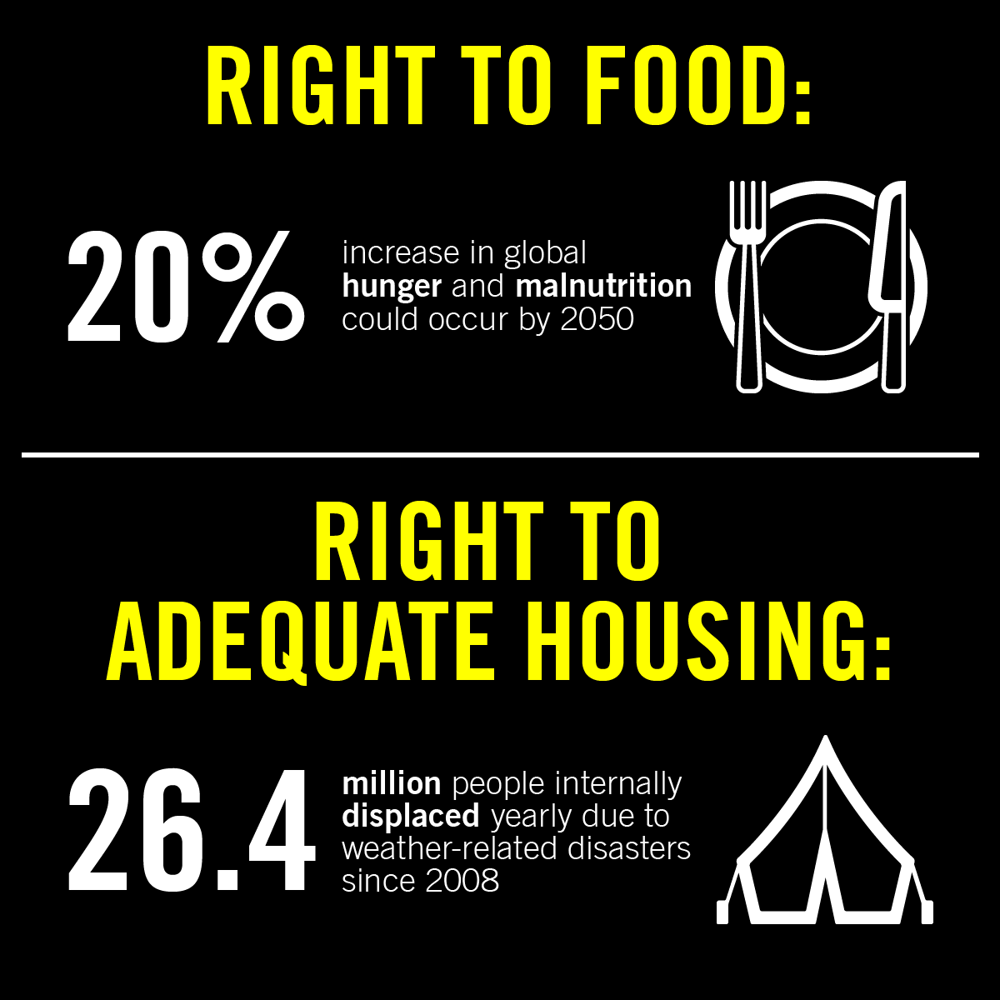 RIGHT TO FOOD:
20%
increase in global
hunger and malnutrition
could occur by 2050
RIGHT TO
ADEQUATE HOUSING:
26.4
million people internally
displaced yearly due to
weather-related disasters
since 2008